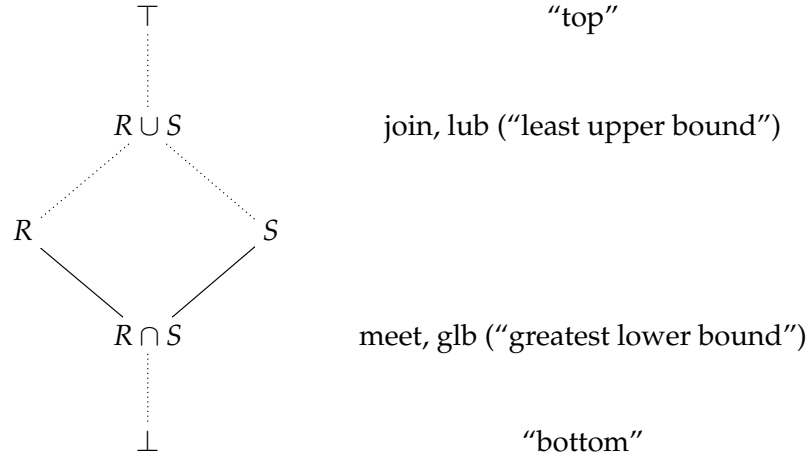 ⊤ “top”
R ∪ S join, lub (“least upper bound”)
R S
R ∩ S meet, glb (“greatest lower bound”)
⊥ “bottom”